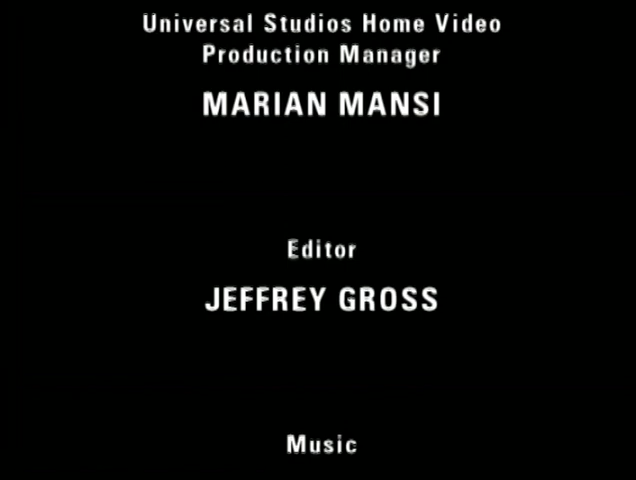 Universal Studios Home Video
Production Manager
MARIAN MANSI
Editor
JEFFREY GROSS
Music